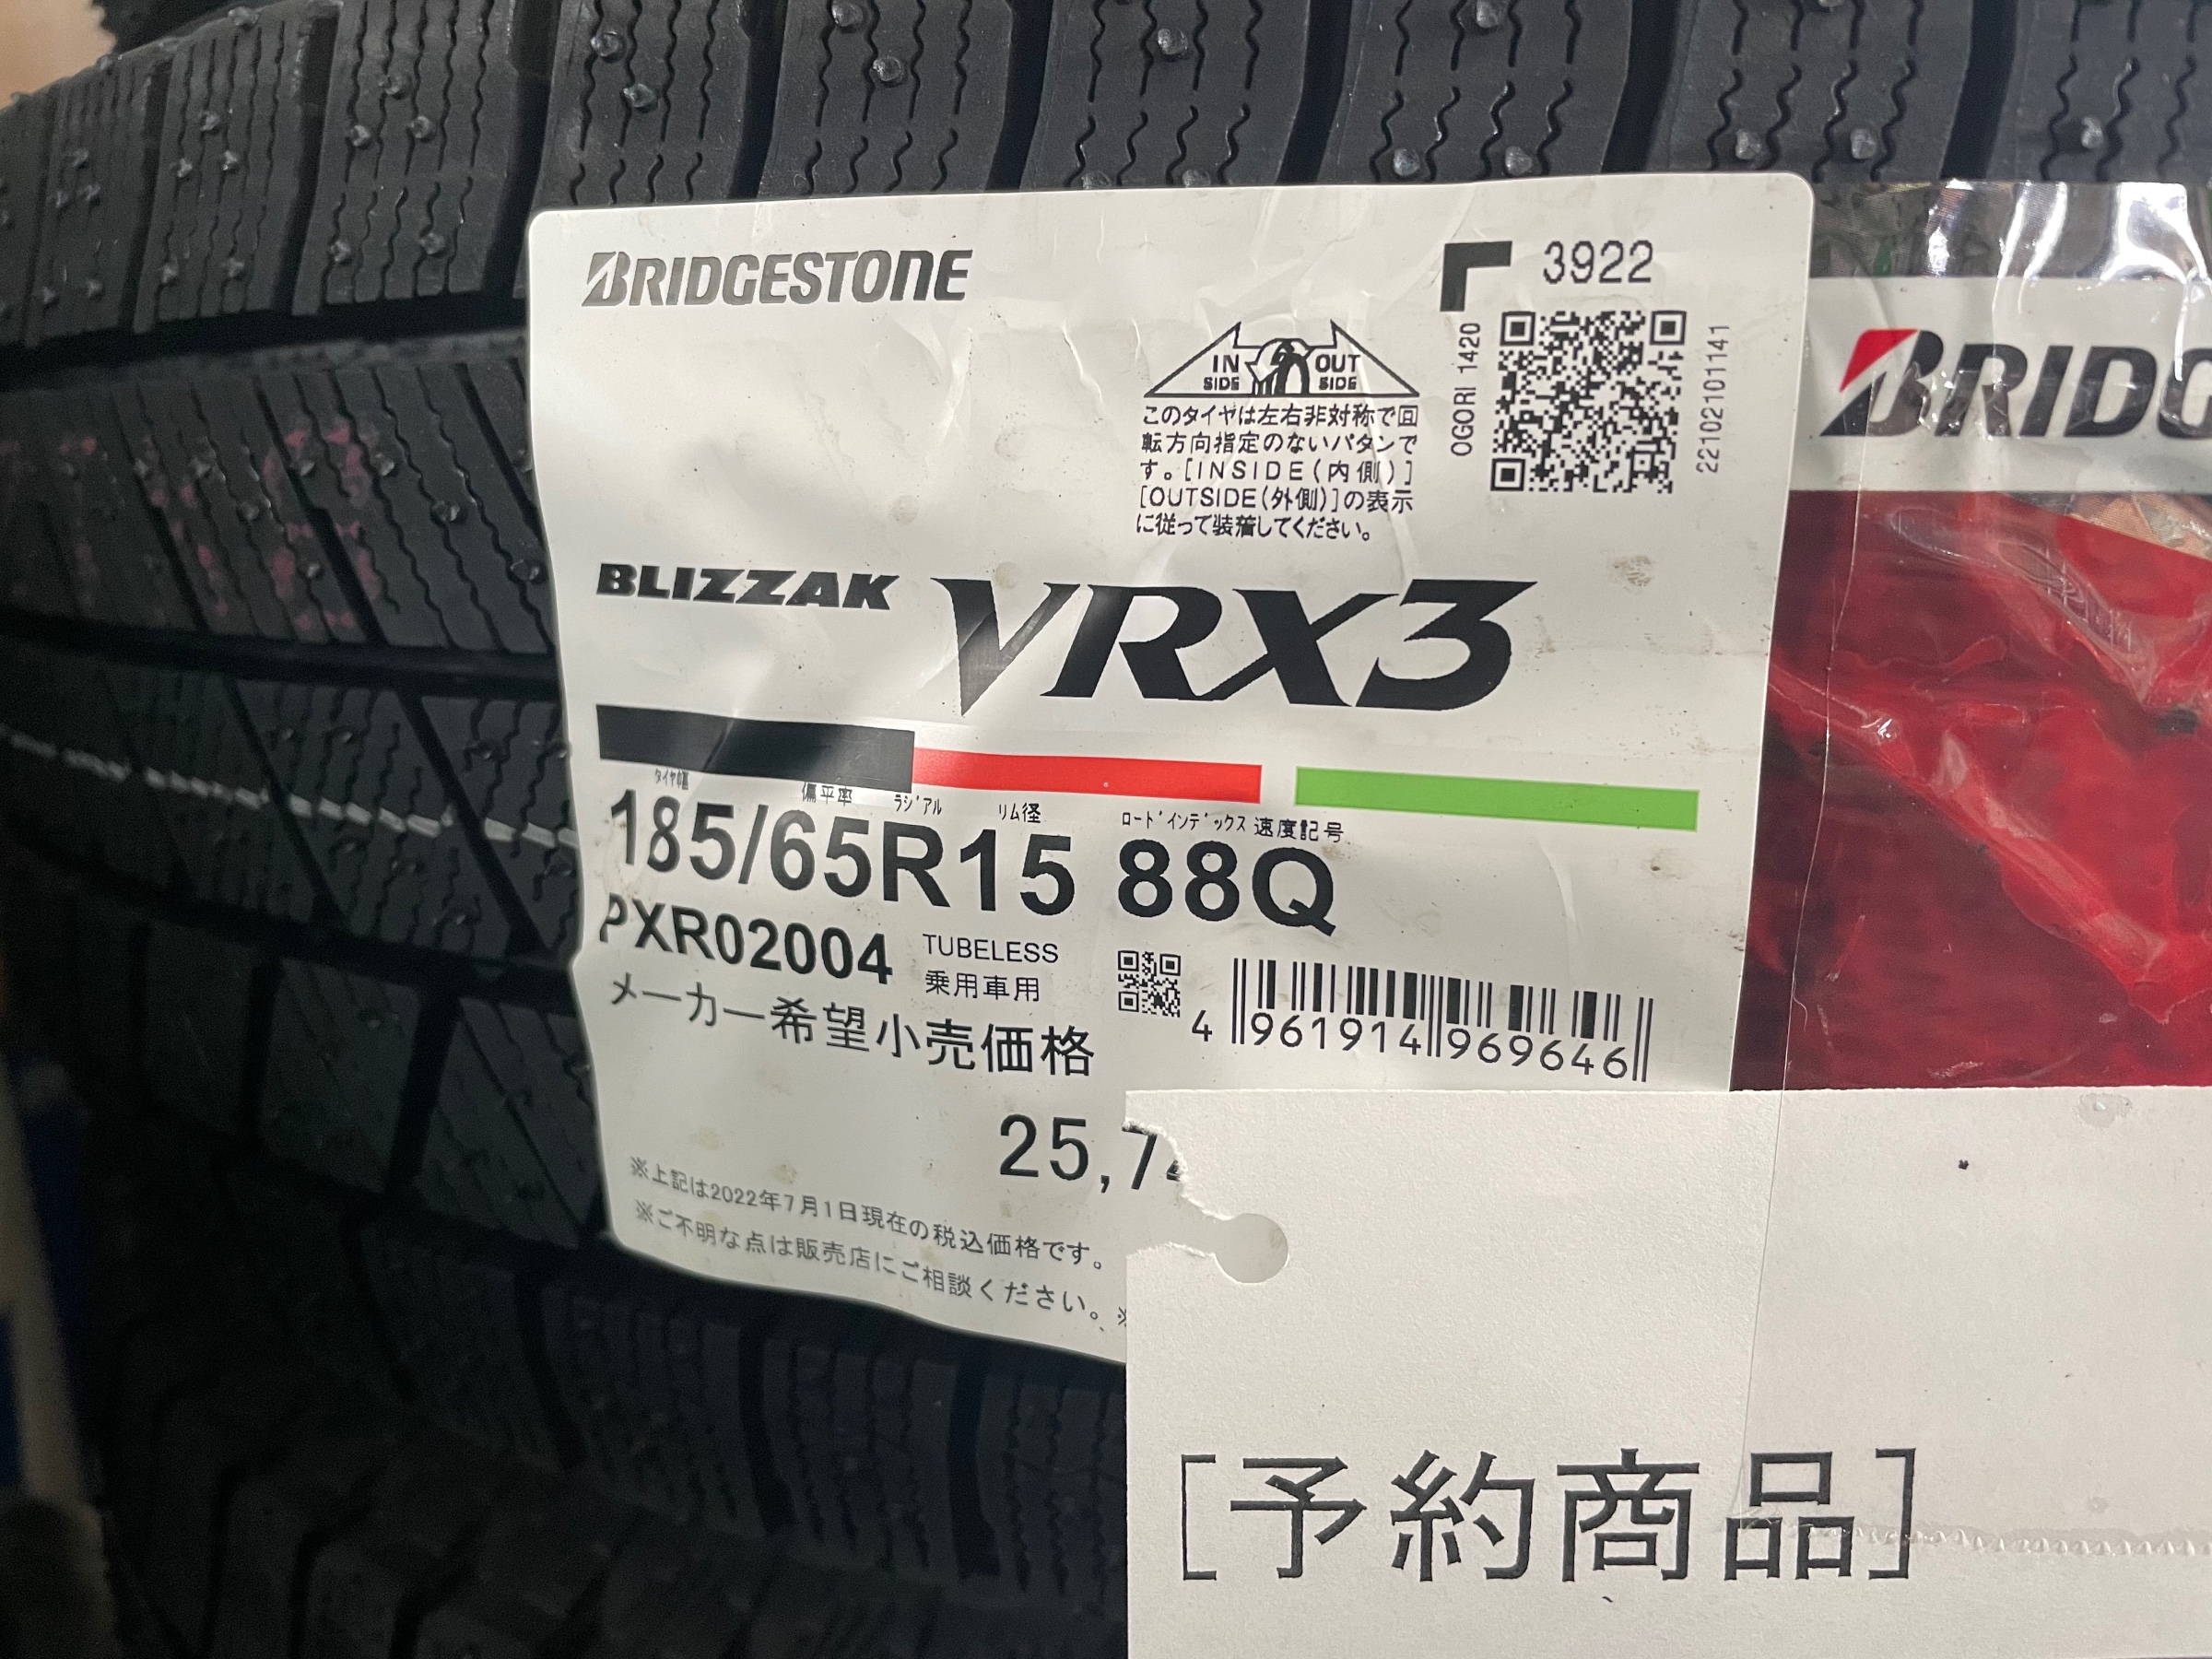 BRIDGESTONE
3922
OGORI 1420
221021011141
IN SIDE
OUT SIDE
このタイヤは左右非対称で回
転方向指定のないパタンで
す。[INSIDE(内側)]
[OUTSIDE(外側)]の表示
に従って装着してください。
BLIZZAK VRX3
タイヤ幅 偏平率 ラジアル リム径 ロードインデックス 速度記号
185/65R15 88Q
PXR02004
TUBELESS
乗用車用
メーカー希望小売価格
4 961914 969646
25,7
※上記は2022年7月1日現在の税込価格です。
※ご不明な点は販売店にご相談ください。※
BRIDG
[予約商品]